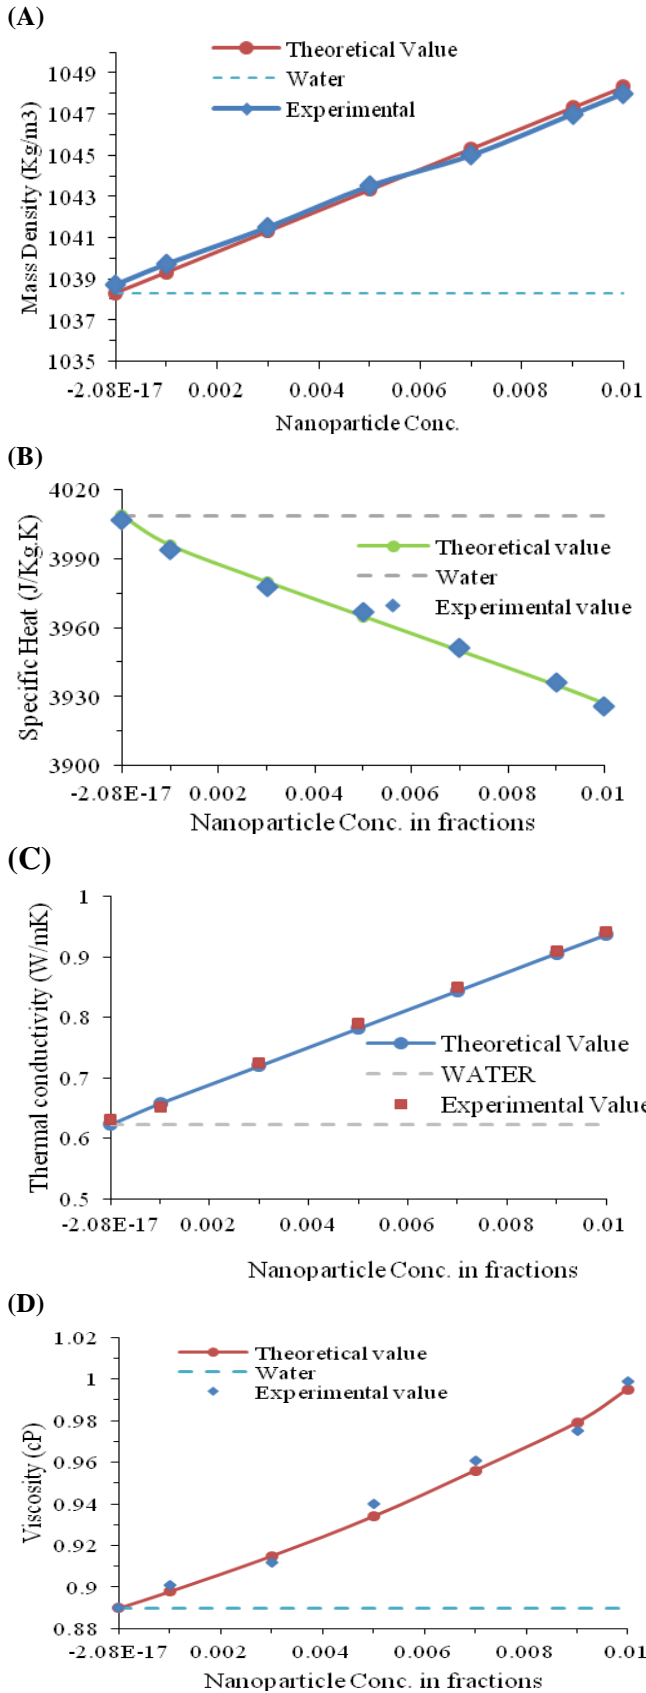 (A)
Theoretical Value
Water
Experimental
Mass Density (Kg/m3)
1049
1047
1045
1043
1041
1039
1037
1035
-2.08E-17 0.002 0.004 0.006 0.008 0.01
Nanoparticle Conc.
(B)
Specific Heat (J/Kg.K)
4020
3990
3960
3930
3900
Theoretical value
Water
Experimental value
-2.08E-17 0.002 0.004 0.006 0.008 0.01
Nanoparticle Conc. in fractions
(C)
Thermal conductivity (W/mK)
1
0.9
0.8
0.7
0.6
0.5
Theoretical Value
WATER
Experimental Value
-2.08E-17 0.002 0.004 0.006 0.008 0.01
Nanoparticle Conc. in fractions
(D)
Viscosity (cP)
1.02
1
0.98
0.96
0.94
0.92
0.9
0.88
Theoretical value
Water
Experimental value
-2.08E-17 0.002 0.004 0.006 0.008 0.01
Nanoparticle Conc. in fractions